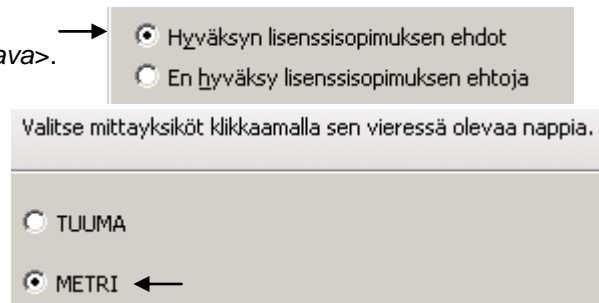 Hyväksyn lisenssisopimuksen ehdot
ava>.
En hyväksy lisenssisopimuksen ehtoja
Valitse mittayksiköt klikkaamalla sen vieressä olevaa nappia.
TUUMA
METRI